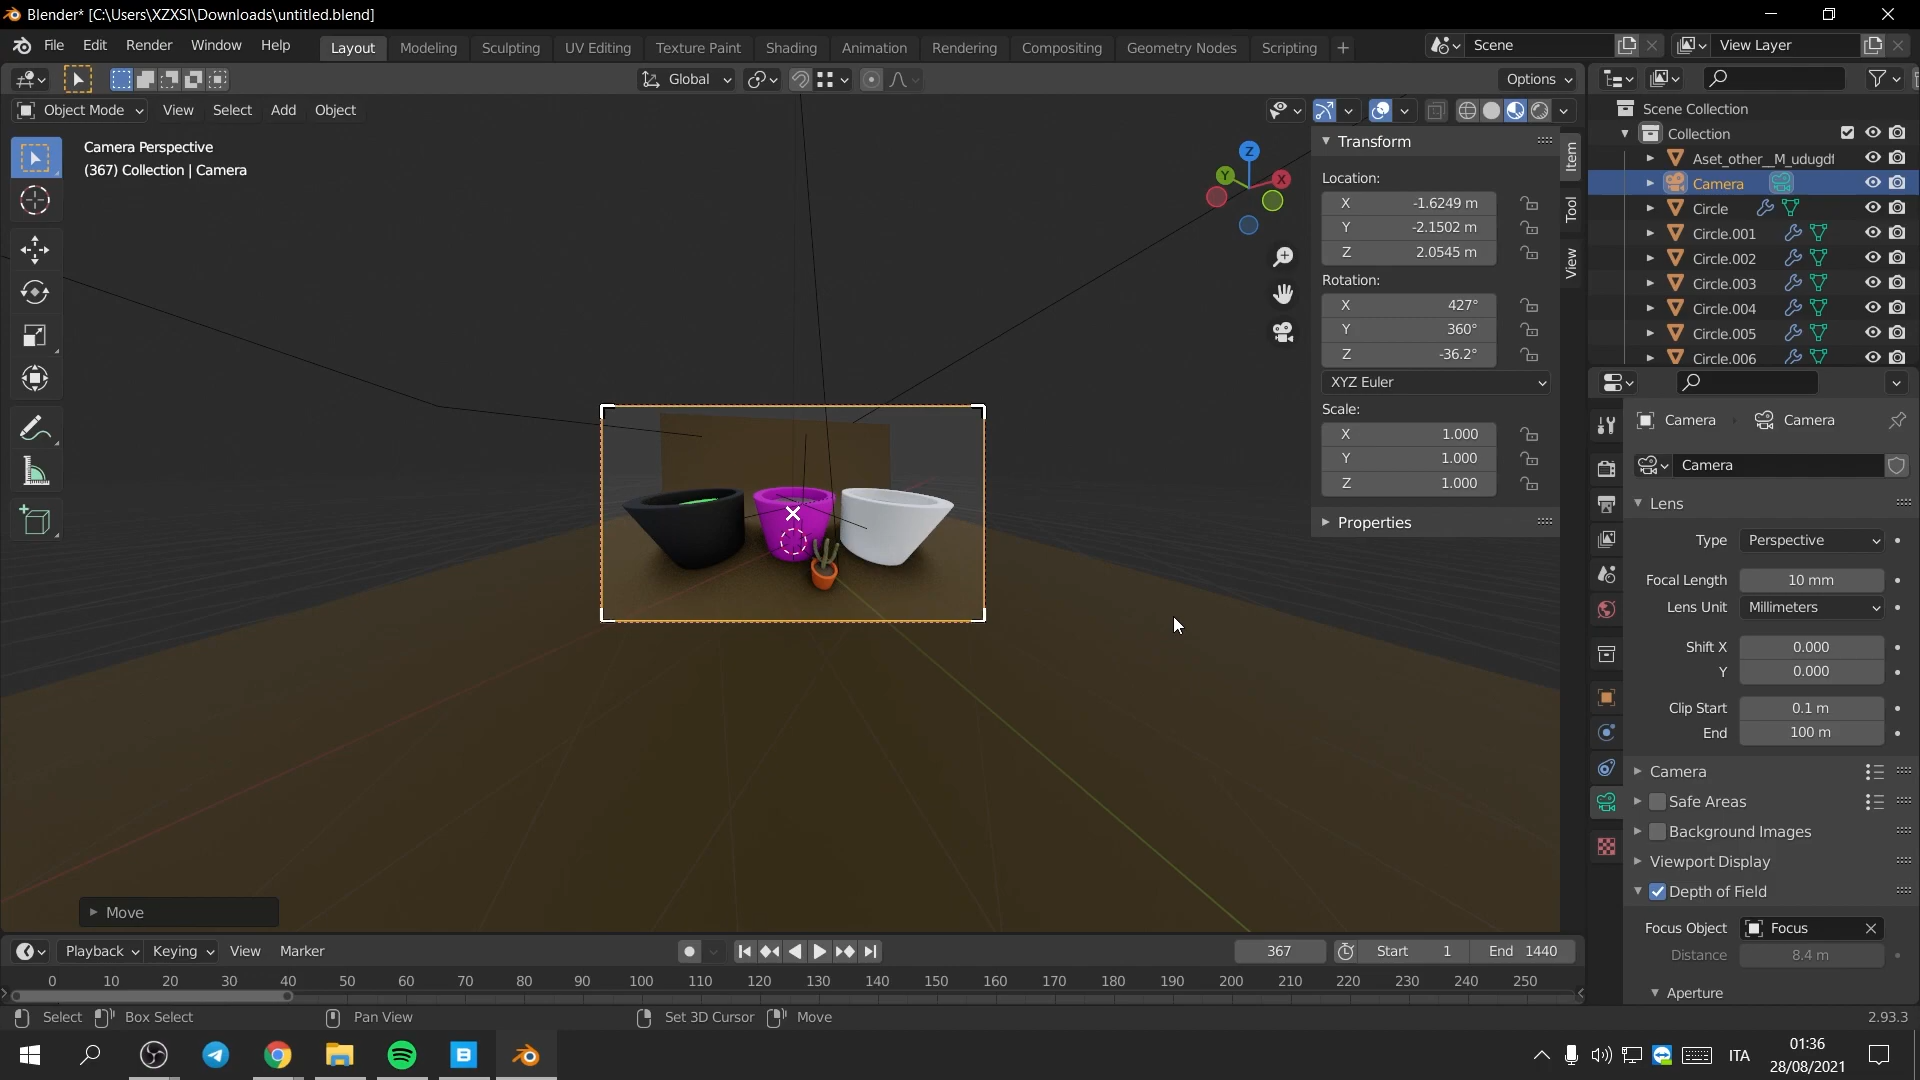 Blender* [C:\Users\XZXSI\Downloads\untitled.blend]
File Edit Render Window Help
Layout Modeling Sculpting UV Editing Texture Paint Shading Animation Rendering Compositing Geometry Nodes Scripting +
Scene
View Layer
Global
Options
Object Mode View Select Add Object
Camera Perspective
(367) Collection | Camera
Z
Y
X
Transform
Location:
X -1.6249 m
Y -2.1502 m
Z 2.0545 m
Rotation:
X 427°
Y 360°
Z -36.2°
XYZ Euler
Scale:
X 1.000
Y 1.000
Z 1.000
Properties
Item
Tool
View
Scene Collection
Collection
Aset_other__M_udugdl
Camera
Circle
Circle.001
Circle.002
Circle.003
Circle.004
Circle.005
Circle.006
Camera Camera
Camera
Lens
Type Perspective
Focal Length 10 mm
Lens Unit Millimeters
Shift X 0.000
Y 0.000
Clip Start 0.1 m
End 100 m
Camera
Safe Areas
Background Images
Viewport Display
Depth of Field
Focus Object Focus
Distance 8.4 m
Aperture
Move
Playback Keying View Marker
367
Start 1
End 1440
0 10 20 30 40 50 60 70 80 90 100 110 120 130 140 150 160 170 180 190 200 210 220 230 240 250
Select Box Select Pan View Set 3D Cursor Move
2.93.3
ITA
01:36
28/08/2021